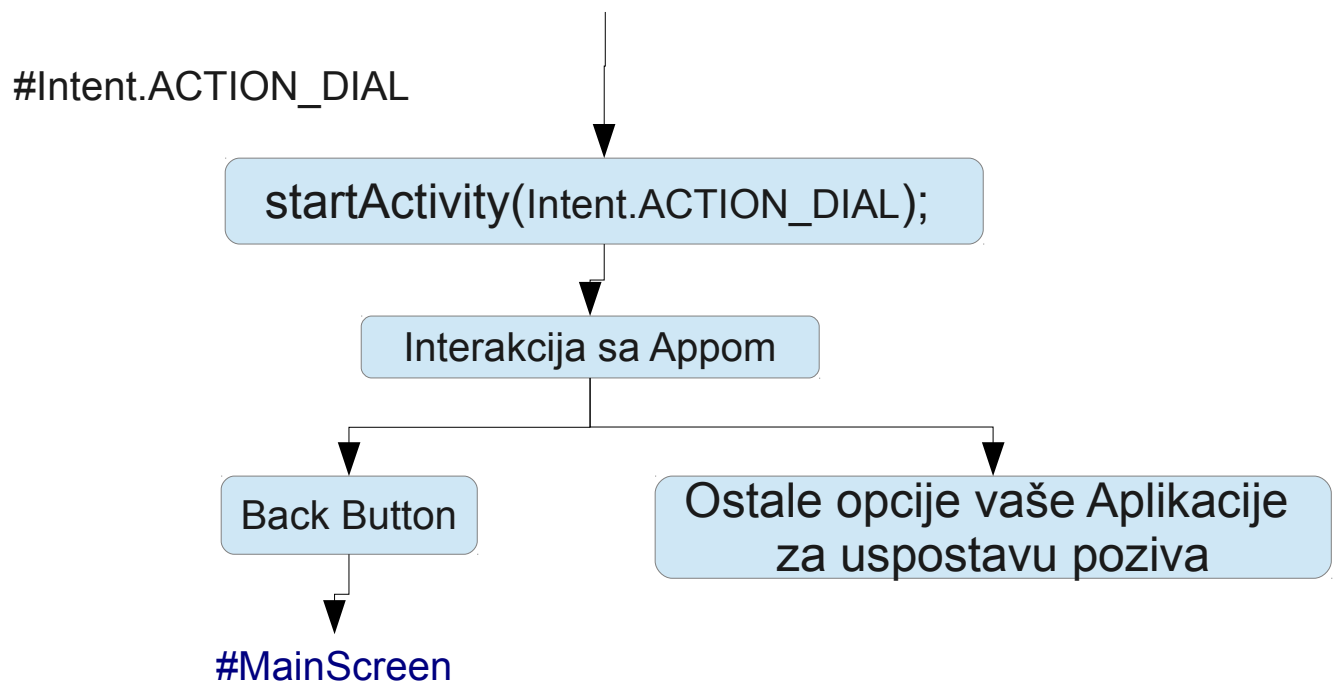 #Intent.ACTION_DIAL
startActivity(Intent.ACTION_DIAL);
Interakcija sa Appom
Back Button
Ostale opcije vaše Aplikacije
za uspostavu poziva
#MainScreen